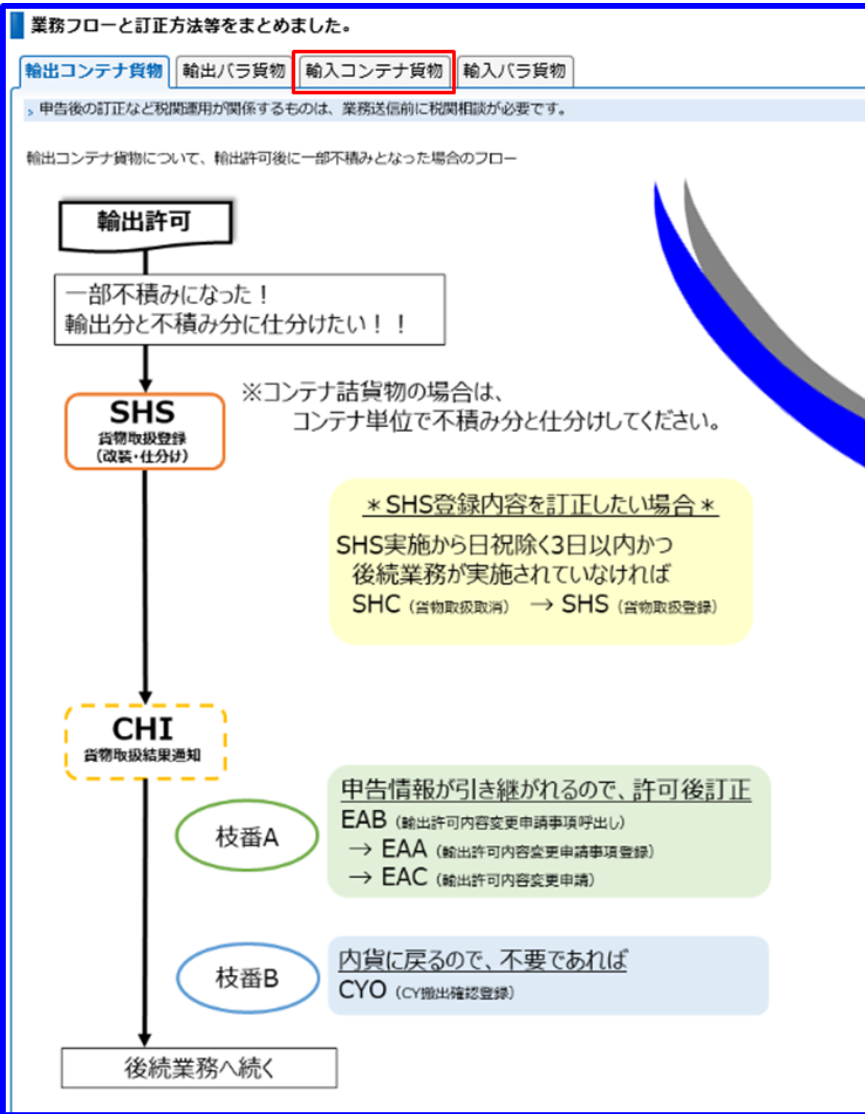 業務フローと訂正方法等をまとめました。
輸出コンテナ貨物 輸出バラ貨物 輸入コンテナ貨物 輸入バラ貨物
申告後の訂正など税関運用が関係するものは、業務送信前に税関相談が必要です。
輸出コンテナ貨物について、輸出許可後に一部不積みとなった場合のフロー
輸出許可
一部不積みになった！
輸出分と不積み分に仕分けたい！！
※コンテナ詰貨物の場合は、
コンテナ単位で不積み分と仕分けしてください。
SHS
貨物取扱登録
（改装・仕分け）
＊SHS登録内容を訂正したい場合＊
SHS実施から日祝除く3日以内かつ
後続業務が実施されていなければ
SHC（貨物取扱取消） → SHS（貨物取扱登録）
CHI
貨物取扱結果通知
枝番A
申告情報が引き継がれるので、許可後訂正
EAB（輸出許可内容変更申請事項呼出し）
→ EAA（輸出許可内容変更申請事項登録）
→ EAC（輸出許可内容変更申請）
枝番B
内貨に戻るので、不要であれば
CYO（CY搬出確認登録）
後続業務へ続く